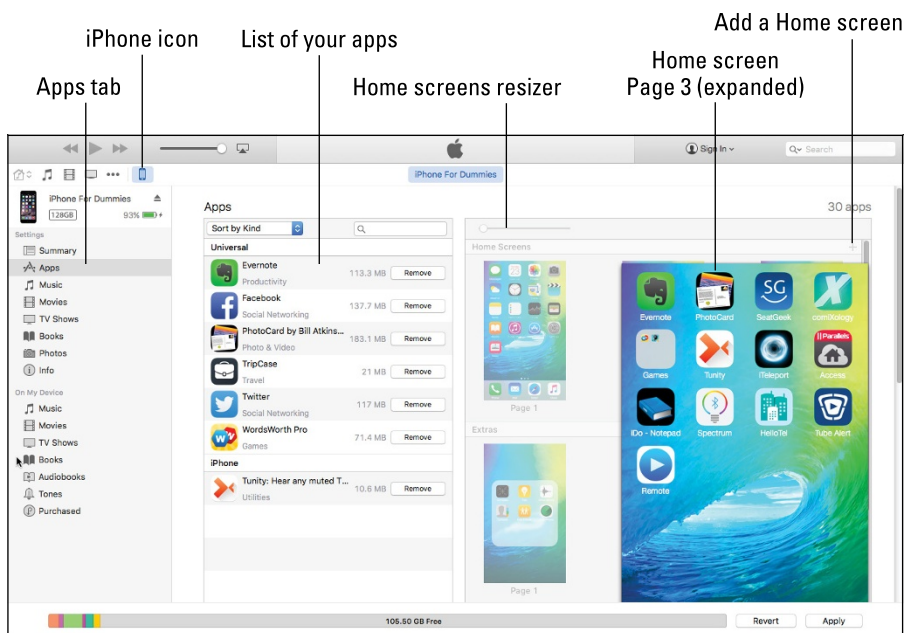 Add a Home screen
iPhone icon
List of your apps
Home screen
Page 3 (expanded)
Apps tab
Home screens resizer
Sign In
Search
iPhone For Dummies
iPhone For Dummies
128GB
93%
Settings
Summary
Apps
Music
Movies
TV Shows
Books
Photos
Info
On My Device
Music
Movies
TV Shows
Books
Audiobooks
Tones
Purchased
Apps
30 apps
Sort by Kind
Universal
Evernote
Productivity
113.3 MB
Remove
Facebook
Social Networking
137.7 MB
Remove
PhotoCard by Bill Atkins...
Photo & Video
183.1 MB
Remove
TripCase
Travel
21 MB
Remove
Twitter
Social Networking
117 MB
Remove
WordsWorth Pro
Games
71.4 MB
Remove
iPhone
Tunity: Hear any muted T...
Utilities
10.6 MB
Remove
Home Screens
Page 1
Extras
Page 1
SG
|| Parallels
Evernote PhotoCard SeatGeek comiXology
Games Tunity iTeleport Access
iDo - Notepad Spectrum HelloTel Tube Alert
Remote
105.50 GB Free
Revert
Apply